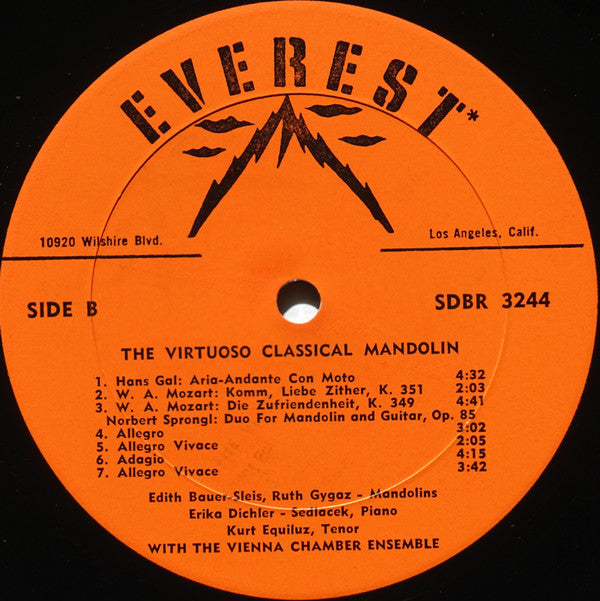 EVEREST*
10920 Wilshire Blvd.
Los Angeles, Calif.
SIDE B
SDBR 3244
THE VIRTUOSO CLASSICAL MANDOLIN
1. Hans Gal: Aria-Andante Con Moto 4:32
2. W. A. Mozart: Komm, Liebe Zither, K. 351 2:03
3. W. A. Mozart: Die Zufriendenheit, K. 349 4:41
Norbert Sprongl: Duo For Mandolin and Guitar, Op. 85
4. Allegro 3:02
5. Allegro Vivace 2:05
6. Adagio 4:15
7. Allegro Vivace 3:42
Edith Bauer-Sleis, Ruth Gygaz - Mandolins
Erika Dichler - Sedlacek, Piano
Kurt Equiluz, Tenor
WITH THE VIENNA CHAMBER ENSEMBLE